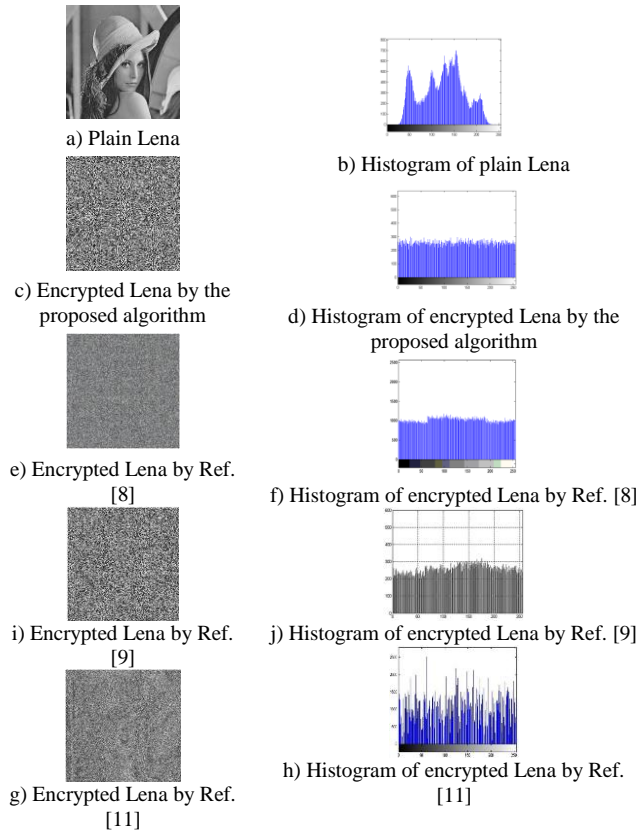 a) Plain Lena
b) Histogram of plain Lena
c) Encrypted Lena by the
proposed algorithm
d) Histogram of encrypted Lena by the
proposed algorithm
e) Encrypted Lena by Ref.
[8]
f) Histogram of encrypted Lena by Ref. [8]
i) Encrypted Lena by Ref.
[9]
j) Histogram of encrypted Lena by Ref. [9]
g) Encrypted Lena by Ref.
[11]
h) Histogram of encrypted Lena by Ref.
[11]